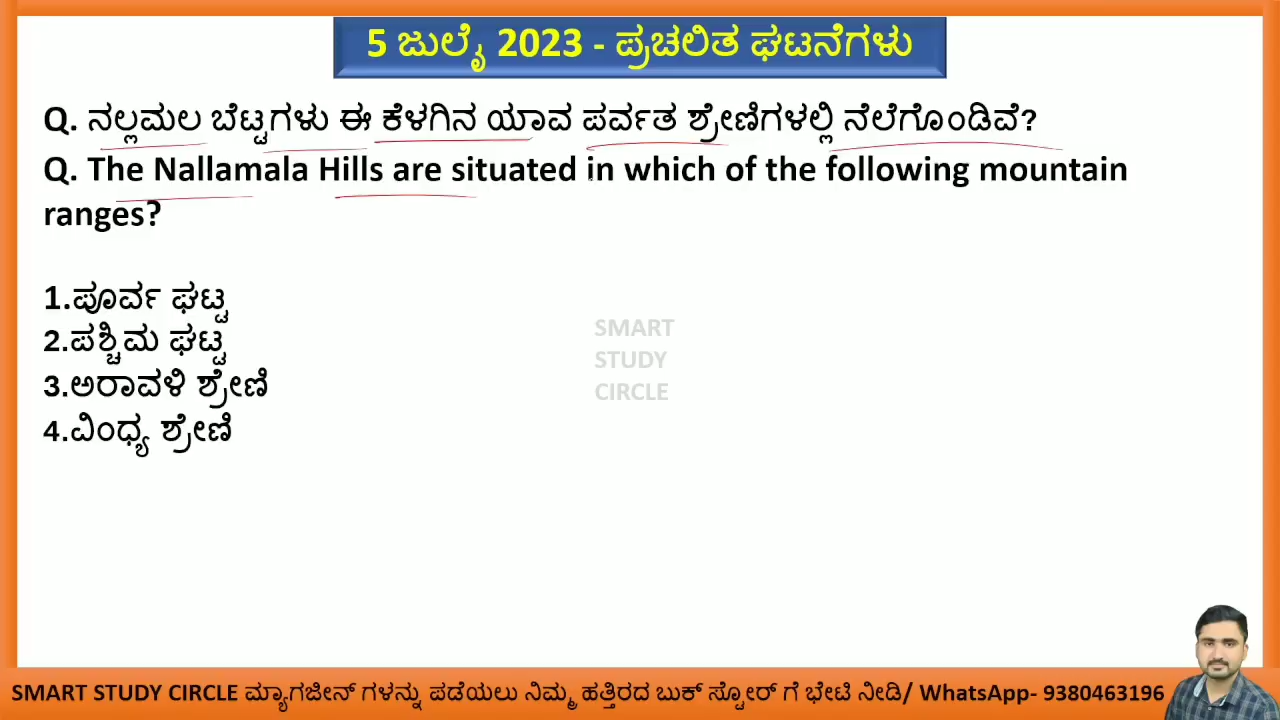 5 ಜುಲೈ 2023 - ಪ್ರಚಲಿತ ಘಟನೆಗಳು
Q. ನಲ್ಲಮಲ ಬೆಟ್ಟಗಳು ಈ ಕೆಳಗಿನ ಯಾವ ಪರ್ವತ ಶ್ರೇಣಿಗಳಲ್ಲಿ ನೆಲೆಗೊಂಡಿವೆ?
Q. The Nallamala Hills are situated in which of the following mountain
ranges?
1.ಪೂರ್ವ ಘಟ್ಟ
2.ಪಶ್ಚಿಮ ಘಟ್ಟ
3.ಅರಾವಳಿ ಶ್ರೇಣಿ
4.ವಿಂಧ್ಯ ಶ್ರೇಣಿ
SMART
STUDY
CIRCLE
SMART STUDY CIRCLE ಮ್ಯಾಗಜೀನ್ ಗಳನ್ನು ಪಡೆಯಲು ನಿಮ್ಮ ಹತ್ತಿರದ ಬುಕ್ ಸ್ಟೋರ್ ಗೆ ಭೇಟಿ ನೀಡಿ/ WhatsApp- 9380463196